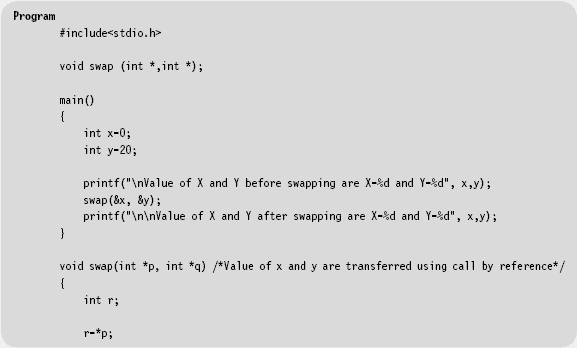 Program
#include<stdio.h>
void swap (int *,int *);
main()
{
int x=0;
int y=20;
printf("\nValue of X and Y before swapping are X=%d and Y=%d", x,y);
swap(&x, &y);
printf("\n\nValue of X and Y after swapping are X=%d and Y=%d", x,y);
}
void swap(int *p, int *q) /*Value of x and y are transferred using call by reference*/
{
int r;
r=*p;